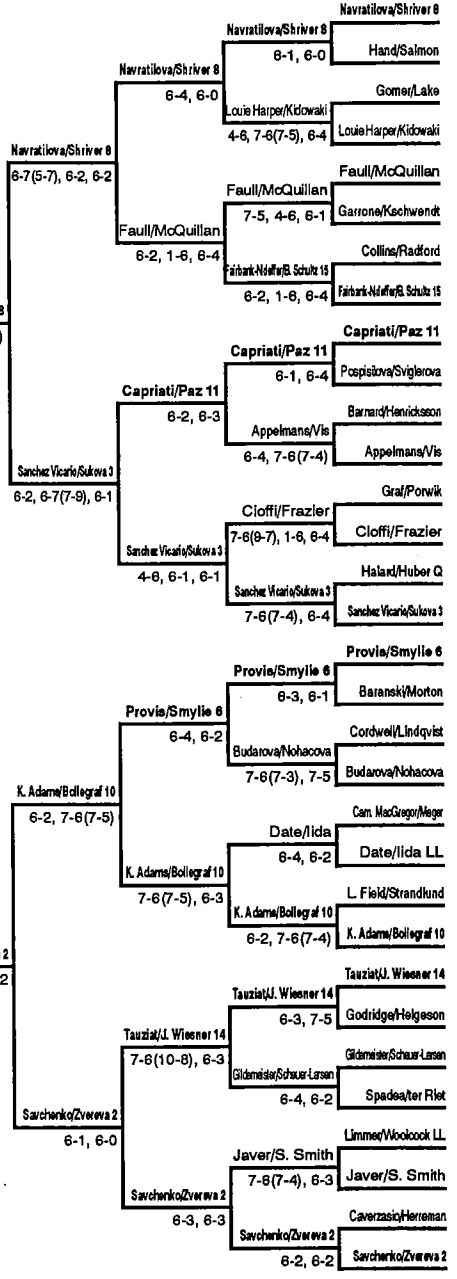 Navratilova/Shriver 8
Navratilova/Shriver 8
6-1, 6-0
Hand/Salmon
Navratilova/Shriver 8
6-4, 6-0
Gomer/Lake
Louie Harper/Kidowaki
4-6, 7-6(7-5), 6-4
Louie Harper/Kidowaki
Navratilova/Shriver 8
6-7(5-7), 6-2, 6-2
Faull/McQuillan
Faull/McQuillan
7-5, 4-6, 6-1
Garrone/Kschwendt
Faull/McQuillan
6-2, 1-6, 6-4
Collins/Radford
Fairbank-Nideffer/B. Schultz 15
6-2, 1-6, 6-4
Fairbank-Nideffer/B. Schultz 15
8
)
Capriati/Paz 11
Capriati/Paz 11
6-1, 6-4
Pospisilova/Sviglerova
Capriati/Paz 11
6-2, 6-3
Barnard/Henricksson
Appelmans/Vis
6-4, 7-6(7-4)
Appelmans/Vis
Sanchez Vicario/Sukova 3
6-2, 6-7(7-9), 6-1
Graf/Porwik
Cioffi/Frazier
7-6(9-7), 1-6, 6-4
Cioffi/Frazier
Sanchez Vicario/Sukova 3
4-6, 6-1, 6-1
Halard/Huber Q
Sanchez Vicario/Sukova 3
7-6(7-4), 6-4
Sanchez Vicario/Sukova 3
Provis/Smylie 6
Provis/Smylie 6
6-3, 6-1
Baranski/Morton
Provis/Smylie 6
6-4, 6-2
Cordwell/Lindqvist
Budarova/Nohacova
7-6(7-3), 7-5
Budarova/Nohacova
K. Adams/Bollegraf 10
6-2, 7-6(7-5)
Cam. MacGregor/Meger
Date/Iida
6-4, 6-2
Date/Iida LL
K. Adams/Bollegraf 10
7-6(7-5), 6-3
L. Field/Strandlund
K. Adams/Bollegraf 10
6-2, 7-6(7-4)
K. Adams/Bollegraf 10
2
2
Tauziat/J. Wiesner 14
Tauziat/J. Wiesner 14
6-3, 7-5
Godridge/Helgeson
Tauziat/J. Wiesner 14
7-6(10-8), 6-3
Gildemeister/Scheuer-Larsen
Gildemeister/Scheuer-Larsen
6-4, 6-2
Spadea/ter Riet
Savchenko/Zvereva 2
6-1, 6-0
Limmer/Woolcock LL
Javer/S. Smith
7-6(7-4), 6-3
Javer/S. Smith
Savchenko/Zvereva 2
6-3, 6-3
Caverzasio/Herreman
Savchenko/Zvereva 2
6-2, 6-2
Savchenko/Zvereva 2